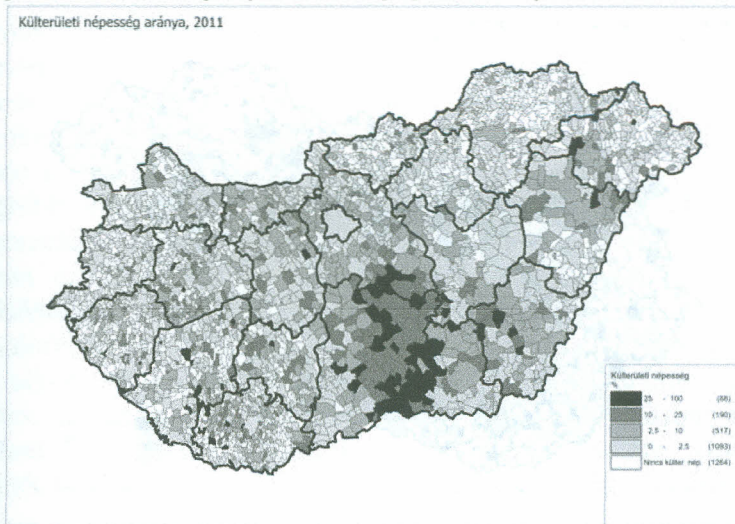 Külterületi népesség aránya, 2011
Külterületi népesség
%
25 - 100 (86)
10 - 25 (190)
2,5 - 10 (517)
0 - 2,5 (1093)
Nincs külter. nép. (1264)